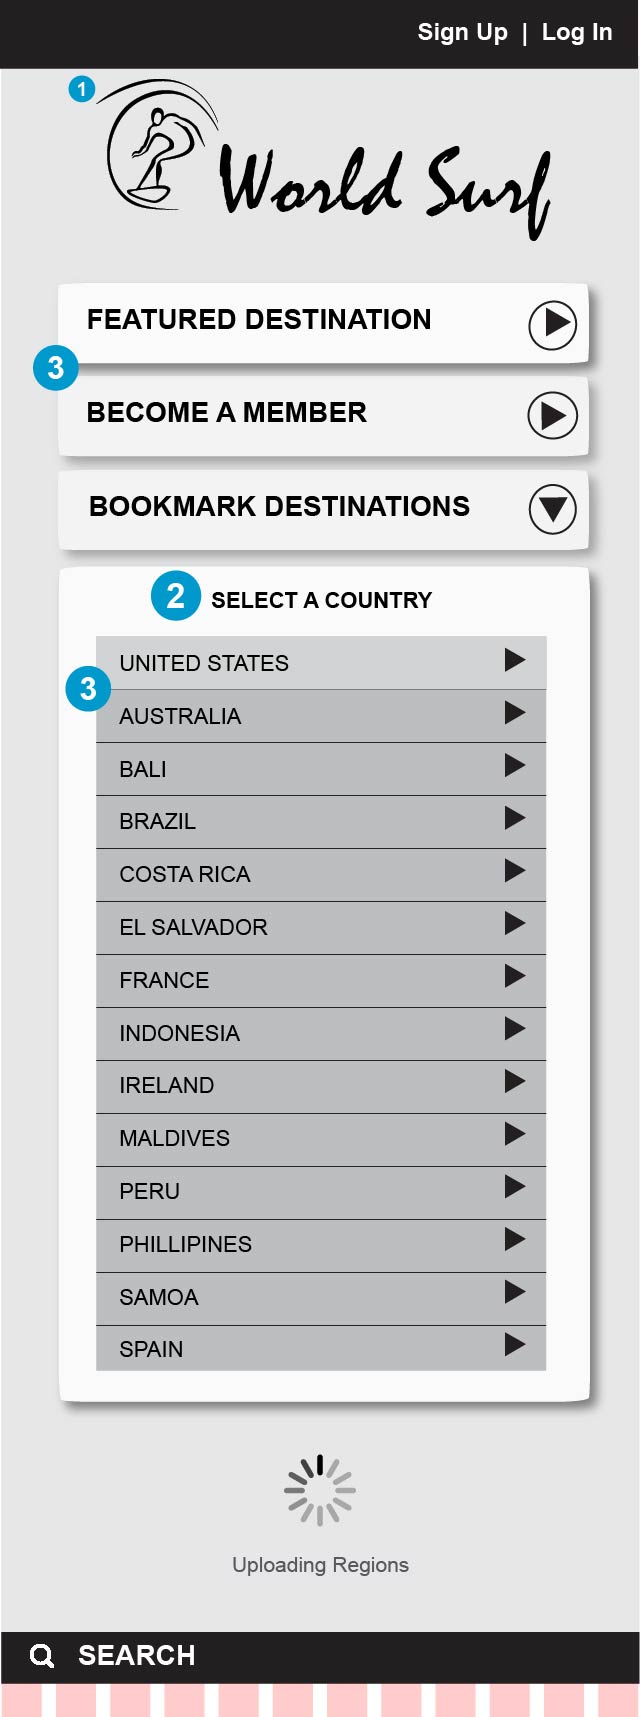 Sign Up | Log In
1
World Surf
FEATURED DESTINATION
3
BECOME A MEMBER
BOOKMARK DESTINATIONS
2 SELECT A COUNTRY
UNITED STATES
3
AUSTRALIA
BALI
BRAZIL
COSTA RICA
EL SALVADOR
FRANCE
INDONESIA
IRELAND
MALDIVES
PERU
PHILLIPINES
SAMOA
SPAIN
Uploading Regions
SEARCH